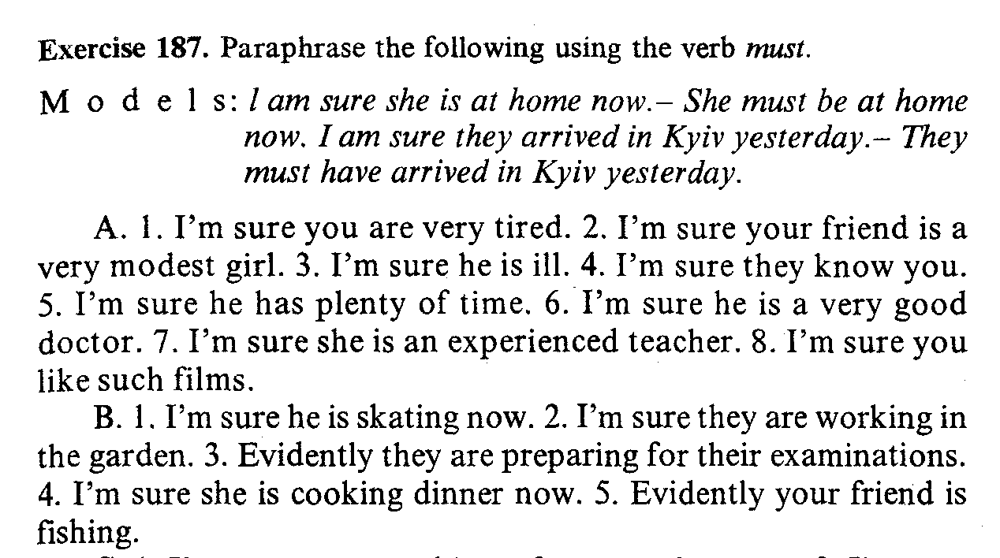 Exercise 187. Paraphrase the following using the verb must.
M o d e l s: I am sure she is at home now.– She must be at home
now. I am sure they arrived in Kyiv yesterday.– They
must have arrived in Kyiv yesterday.
A. 1. I’m sure you are very tired. 2. I’m sure your friend is a
very modest girl. 3. I’m sure he is ill. 4. I’m sure they know you.
5. I’m sure he has plenty of time. 6. I’m sure he is a very good
doctor. 7. I’m sure she is an experienced teacher. 8. I’m sure you
like such films.
B. 1. I’m sure he is skating now. 2. I’m sure they are working in
the garden. 3. Evidently they are preparing for their examinations.
4. I’m sure she is cooking dinner now. 5. Evidently your friend is
fishing.